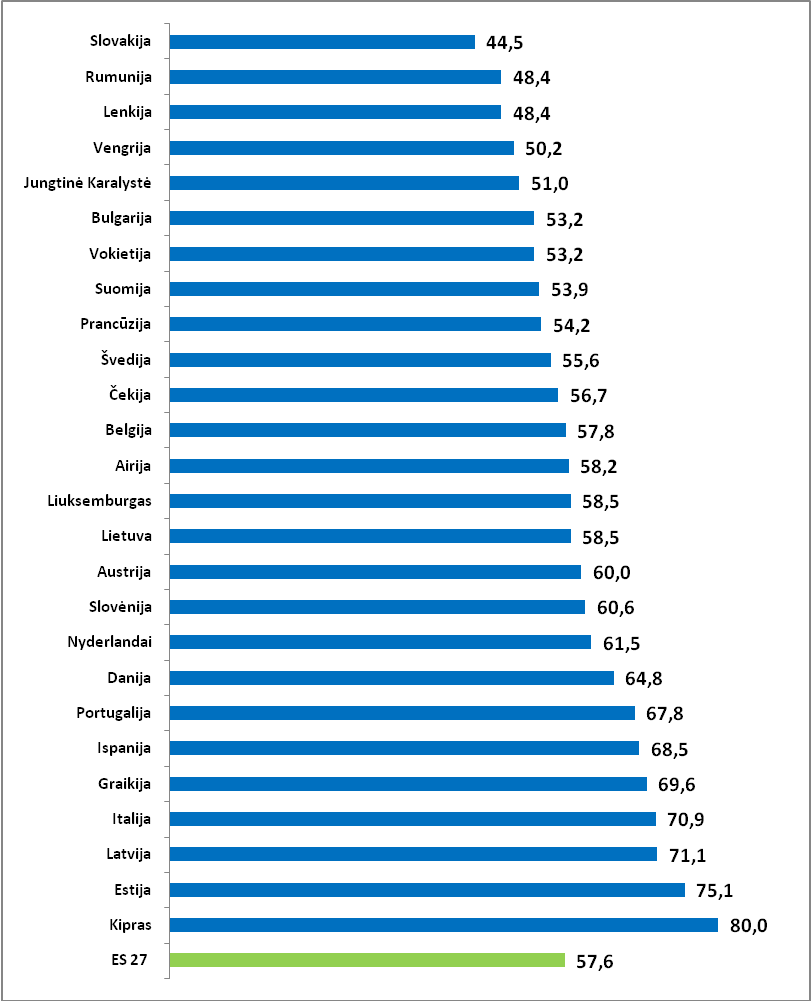 Slovakija 44,5
Rumunija 48,4
Lenkija 48,4
Vengrija 50,2
Jungtinė Karalystė 51,0
Bulgarija 53,2
Vokietija 53,2
Suomija 53,9
Prancūzija 54,2
Švedija 55,6
Čekija 56,7
Belgija 57,8
Airija 58,2
Liuksemburgas 58,5
Lietuva 58,5
Austrija 60,0
Slovėnija 60,6
Nyderlandai 61,5
Danija 64,8
Portugalija 67,8
Ispanija 68,5
Graikija 69,6
Italija 70,9
Latvija 71,1
Estija 75,1
Kipras 80,0
ES 27 57,6